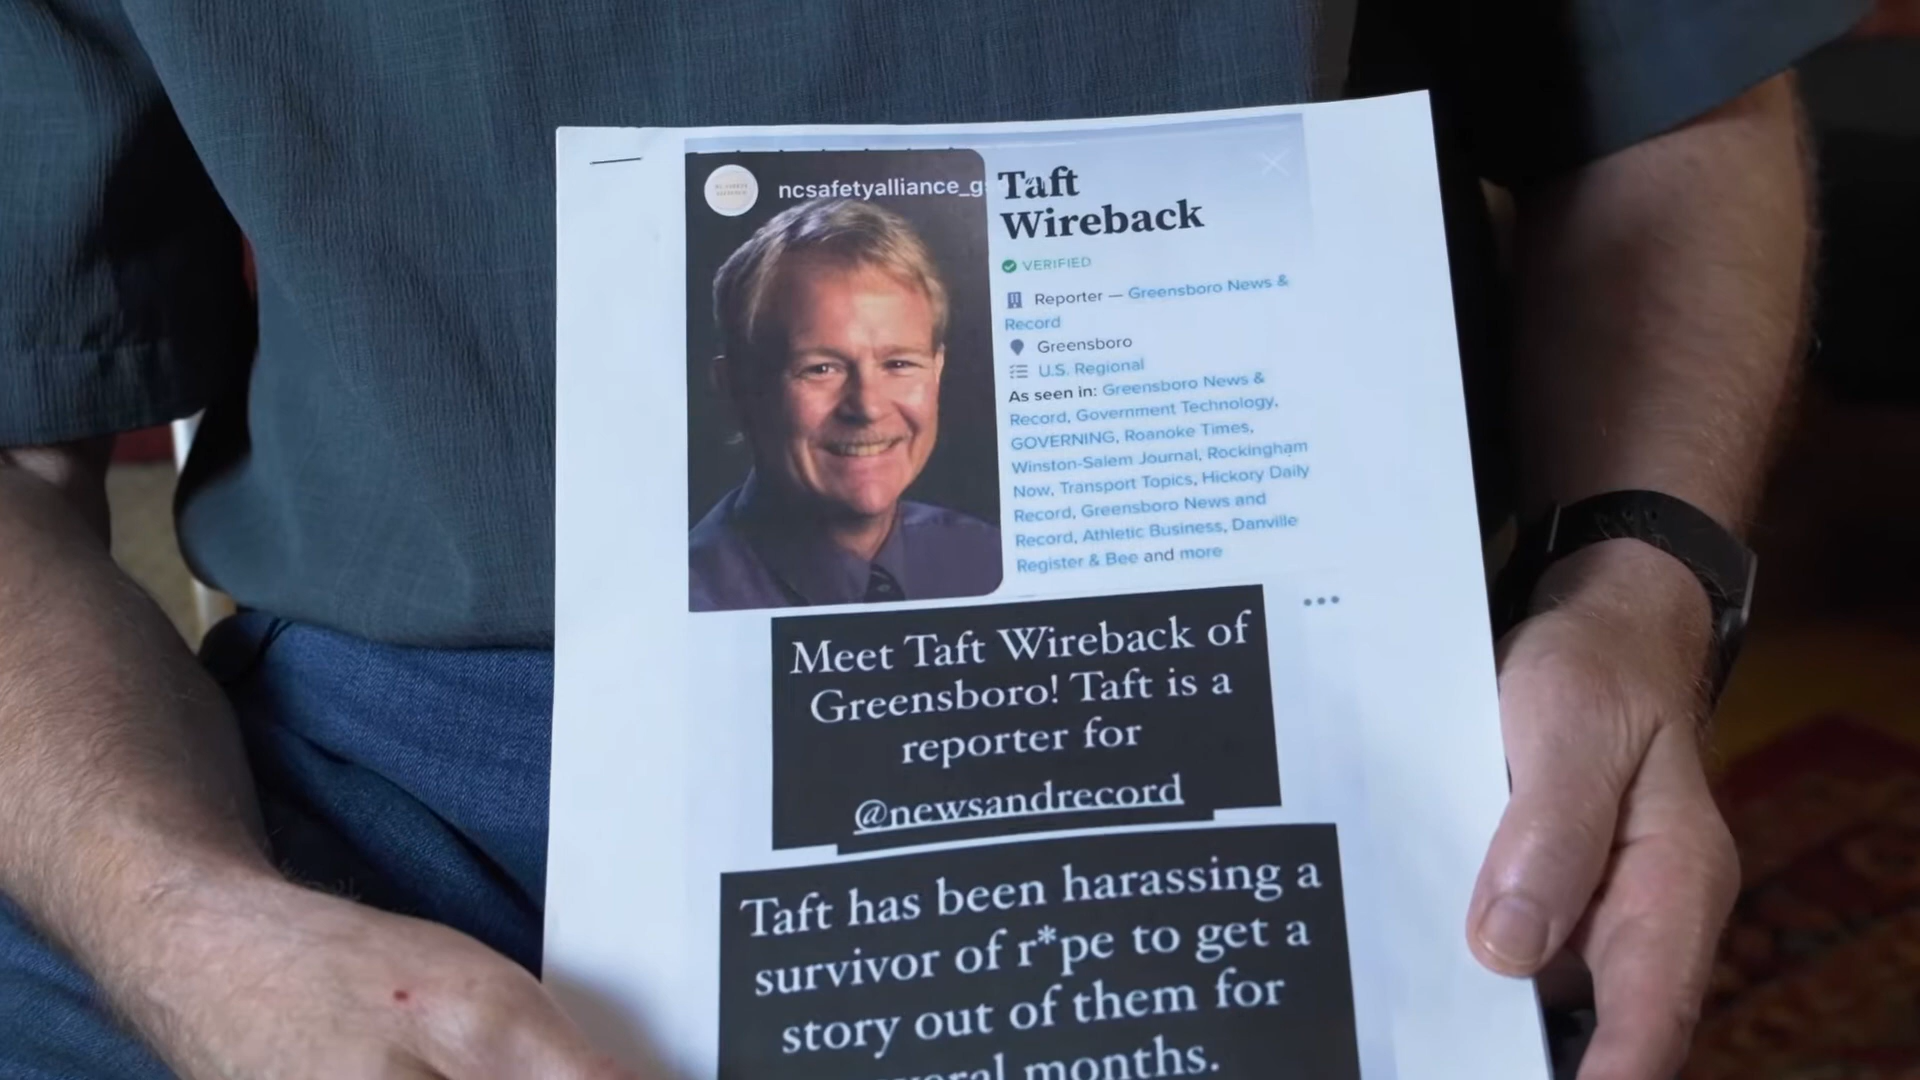 ncsafetyalliance_g
Taft
Wireback
VERIFIED
Reporter — Greensboro News &
Record
Greensboro
U.S. Regional
As seen in: Greensboro News &
Record, Government Technology,
GOVERNING, Roanoke Times,
Winston-Salem Journal, Rockingham
Now, Transport Topics, Hickory Daily
Record, Greensboro News and
Record, Athletic Business, Danville
Register & Bee and more
Meet Taft Wireback of
Greensboro! Taft is a
reporter for
@newsandrecord
Taft has been harassing a
survivor of r*pe to get a
story out of them for
months.